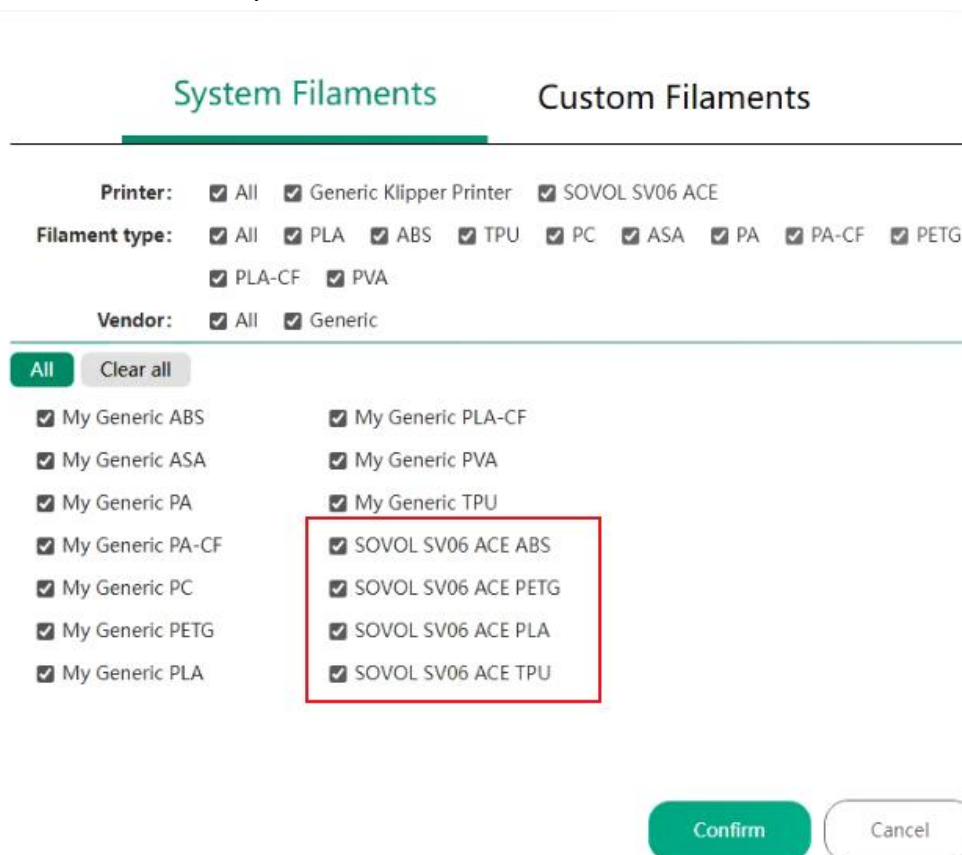 System Filaments Custom Filaments
Printer: All Generic Klipper Printer SOVOL SV06 ACE
Filament type: All PLA ABS TPU PC ASA PA PA-CF PETG
PLA-CF PVA
Vendor: All Generic
All Clear all
My Generic ABS My Generic PLA-CF
My Generic ASA My Generic PVA
My Generic PA My Generic TPU
My Generic PA-CF SOVOL SV06 ACE ABS
My Generic PC SOVOL SV06 ACE PETG
My Generic PETG SOVOL SV06 ACE PLA
My Generic PLA SOVOL SV06 ACE TPU
Confirm Cancel